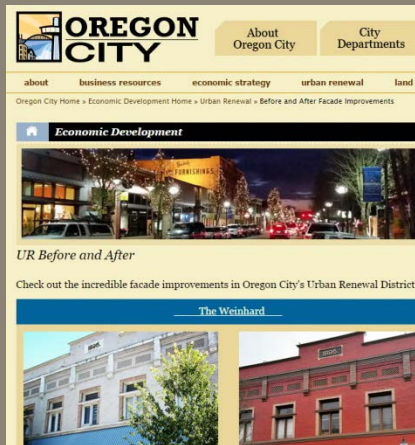 OREGON
CITY
About
Oregon City
City
Departments
about business resources economic strategy urban renewal land
Oregon City Home » Economic Development Home » Urban Renewal » Before and After Facade Improvements
Economic Development
FURNISHINGS
UR Before and After
Check out the incredible facade improvements in Oregon City's Urban Renewal District
The Weinhard
1895